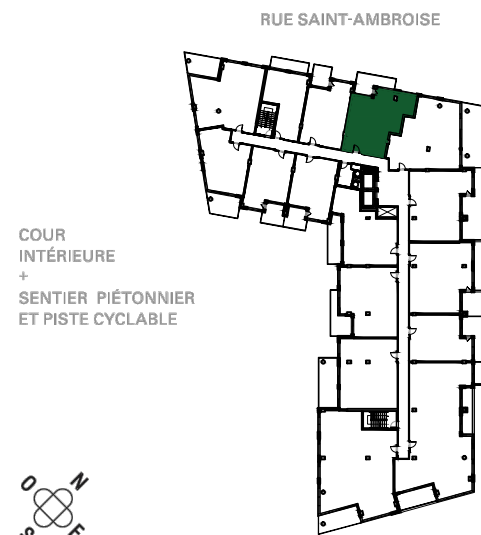 RUE SAINT-AMBROISE
COUR
INTÉRIEURE
+
SENTIER PIÉTONNIER
ET PISTE CYCLABLE
O N
S E